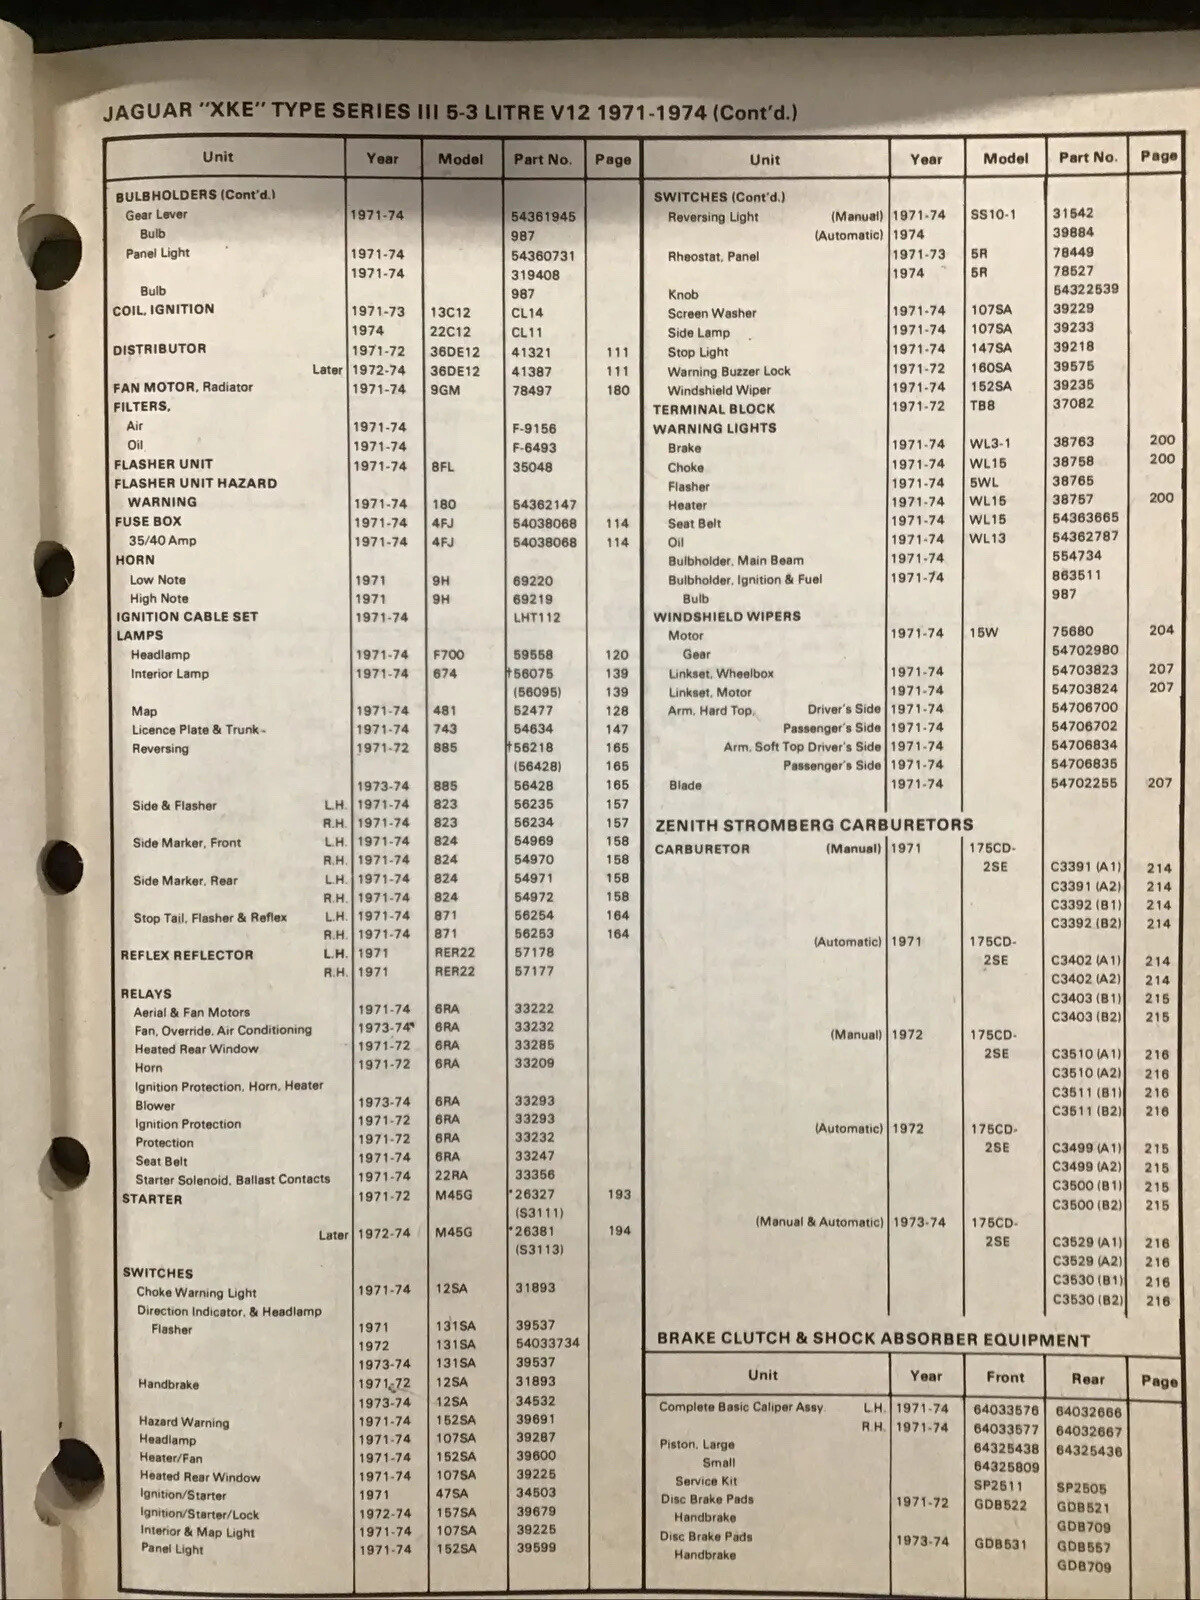 JAGUAR "XKE" TYPE SERIES III 5-3 LITRE V12 1971-1974 (Cont'd.)
Unit Year Model Part No. Page
BULBHOLDERS (Cont'd.)
Gear Lever 1971-74 54361945
Bulb 987
Panel Light 1971-74 54360731
1971-74 319408
Bulb 987
COIL, IGNITION 1971-73 13C12 CL14
1974 22C12 CL11
DISTRIBUTOR 1971-72 36DE12 41321 111
Later 1972-74 36DE12 41387 111
FAN MOTOR, Radiator 1971-74 9GM 78497 180
FILTERS,
Air 1971-74 F-9156
Oil 1971-74 F-6493
FLASHER UNIT 1971-74 8FL 35048
FLASHER UNIT HAZARD
WARNING 1971-74 180 54362147
FUSE BOX 1971-74 4FJ 54038068 114
35/40 Amp 1971-74 4FJ 54038068 114
HORN
Low Note 1971 9H 69220
High Note 1971 9H 69219
IGNITION CABLE SET 1971-74 LHT112
LAMPS
Headlamp 1971-74 F700 59558 120
Interior Lamp 1971-74 674 †56075 139
(56095) 139
Map 1971-74 481 52477 128
Licence Plate & Trunk- 1971-74 743 54634 147
Reversing 1971-72 885 †56218 165
(56428) 165
1973-74 885 56428 165
Side & Flasher L.H. 1971-74 823 56235 157
R.H. 1971-74 823 56234 157
Side Marker, Front L.H. 1971-74 824 54969 158
R.H. 1971-74 824 54970 158
Side Marker, Rear L.H. 1971-74 824 54971 158
R.H. 1971-74 824 54972 158
Stop Tail, Flasher & Reflex L.H. 1971-74 871 56254 164
R.H. 1971-74 871 56253 164
REFLEX REFLECTOR L.H. 1971 RER22 57178
R.H. 1971 RER22 57177
RELAYS
Aerial & Fan Motors 1971-74 6RA 33222
Fan, Override, Air Conditioning 1973-74 6RA 33232
Heated Rear Window 1971-72 6RA 33285
Horn 1971-72 6RA 33209
Ignition Protection, Horn, Heater
Blower 1973-74 6RA 33293
Ignition Protection 1971-72 6RA 33293
Protection 1971-72 6RA 33232
Seat Belt 1971-74 6RA 33247
Starter Solenoid, Ballast Contacts 1971-74 22RA 33356
STARTER 1971-72 M45G *26327 193
(S3111)
Later 1972-74 M45G *26381 194
(S3113)
SWITCHES
Choke Warning Light 1971-74 12SA 31893
Direction Indicator, & Headlamp
Flasher 1971 131SA 39537
1972 131SA 54033734
1973-74 131SA 39537
Handbrake 1971-72 12SA 31893
1973-74 12SA 34532
Hazard Warning 1971-74 152SA 39691
Headlamp 1971-74 107SA 39287
Heater/Fan 1971-74 152SA 39600
Heated Rear Window 1971-74 107SA 39225
Ignition/Starter 1971 47SA 34503
Ignition/Starter/Lock 1972-74 157SA 39679
Interior & Map Light 1971-74 107SA 39225
Panel Light 1971-74 152SA 39599
Unit Year Model Part No. Page
SWITCHES (Cont'd.)
Reversing Light (Manual) 1971-74 SS10-1 31542
(Automatic) 1974 39884
Rheostat, Panel 1971-73 5R 78449
1974 5R 78527
Knob 54322539
Screen Washer 1971-74 107SA 39229
Side Lamp 1971-74 107SA 39233
Stop Light 1971-74 147SA 39218
Warning Buzzer Lock 1971-72 160SA 39575
Windshield Wiper 1971-74 152SA 39235
TERMINAL BLOCK 1971-72 TB8 37082
WARNING LIGHTS
Brake 1971-74 WL3-1 38763 200
Choke 1971-74 WL15 38758 200
Flasher 1971-74 5WL 38765
Heater 1971-74 WL15 38757 200
Seat Belt 1971-74 WL15 54363665
Oil 1971-74 WL13 54362787
Bulbholder, Main Beam 1971-74 554734
Bulbholder, Ignition & Fuel 1971-74 863511
Bulb 987
WINDSHIELD WIPERS
Motor 1971-74 15W 75680 204
Gear 54702980
Linkset, Wheelbox 1971-74 54703823 207
Linkset, Motor 1971-74 54703824 207
Arm, Hard Top, Driver's Side 1971-74 54706700
Passenger's Side 1971-74 54706702
Arm, Soft Top Driver's Side 1971-74 54706834
Passenger's Side 1971-74 54706835
Blade 1971-74 54702255 207
ZENITH STROMBERG CARBURETORS
CARBURETOR (Manual) 1971 175CD-
2SE C3391 (A1) 214
C3391 (A2) 214
C3392 (B1) 214
C3392 (B2) 214
(Automatic) 1971 175CD-
2SE C3402 (A1) 214
C3402 (A2) 214
C3403 (B1) 215
C3403 (B2) 215
(Manual) 1972 175CD-
2SE C3510 (A1) 216
C3510 (A2) 216
C3511 (B1) 216
C3511 (B2) 216
(Automatic) 1972 175CD-
2SE C3499 (A1) 215
C3499 (A2) 215
C3500 (B1) 215
C3500 (B2) 215
(Manual & Automatic) 1973-74 175CD-
2SE C3529 (A1) 216
C3529 (A2) 216
C3530 (B1) 216
C3530 (B2) 216
BRAKE CLUTCH & SHOCK ABSORBER EQUIPMENT
Unit Year Front Rear Page
Complete Basic Caliper Assy. L.H. 1971-74 64033576 64032666
R.H. 1971-74 64033577 64032667
Piston, Large 64325438 64325436
Small 64325809
Service Kit SP2511 SP2505
Disc Brake Pads 1971-72 GDB522 GDB521
Handbrake GDB709
Disc Brake Pads 1973-74 GDB531 GDB557
Handbrake GDB709